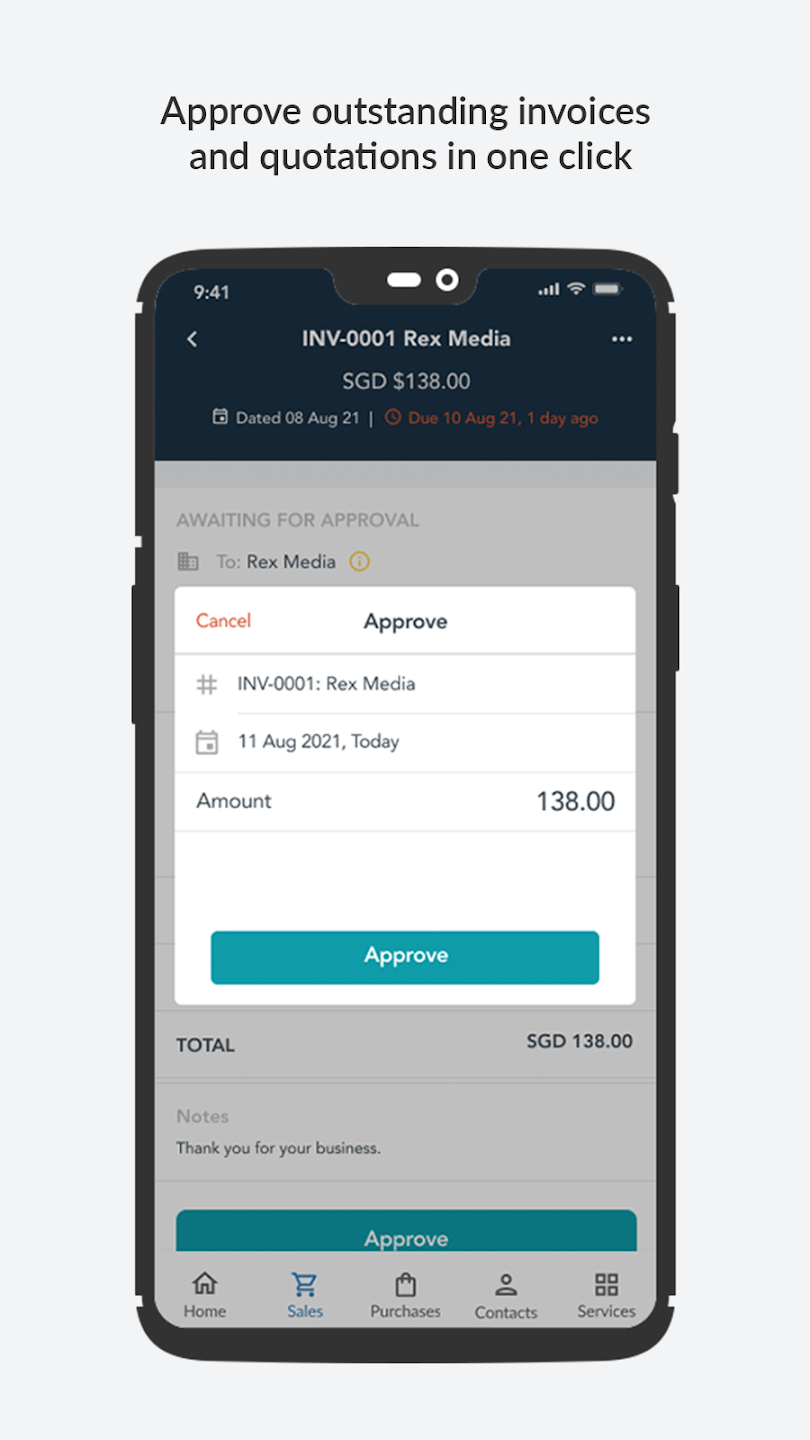 Approve outstanding invoices
and quotations in one click
9:41
INV-0001 Rex Media
SGD $138.00
Dated 08 Aug 21 | Due 10 Aug 21, 1 day ago
AWAITING FOR APPROVAL
To: Rex Media
Cancel Approve
INV-0001: Rex Media
11 Aug 2021, Today
Amount 138.00
Approve
TOTAL SGD 138.00
Notes
Thank you for your business.
Approve
Home Sales Purchases Contacts Services